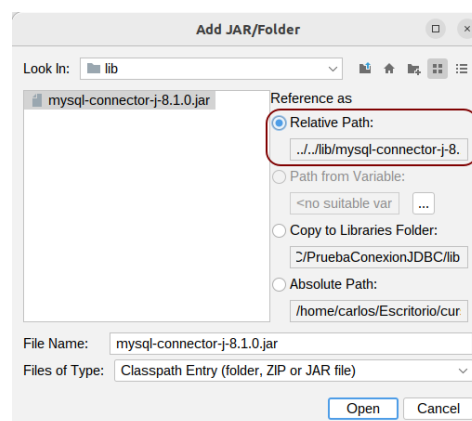 Add JAR/Folder
Look In: lib
mysql-connector-j-8.1.0.jar
Reference as
Relative Path:
../../lib/mysql-connector-j-8.
Path from Variable:
<no suitable var ...
Copy to Libraries Folder:
C/PruebaConexionJDBC/lib
Absolute Path:
/home/carlos/Escritorio/cur
File Name: mysql-connector-j-8.1.0.jar
Files of Type: Classpath Entry (folder, ZIP or JAR file)
Open Cancel